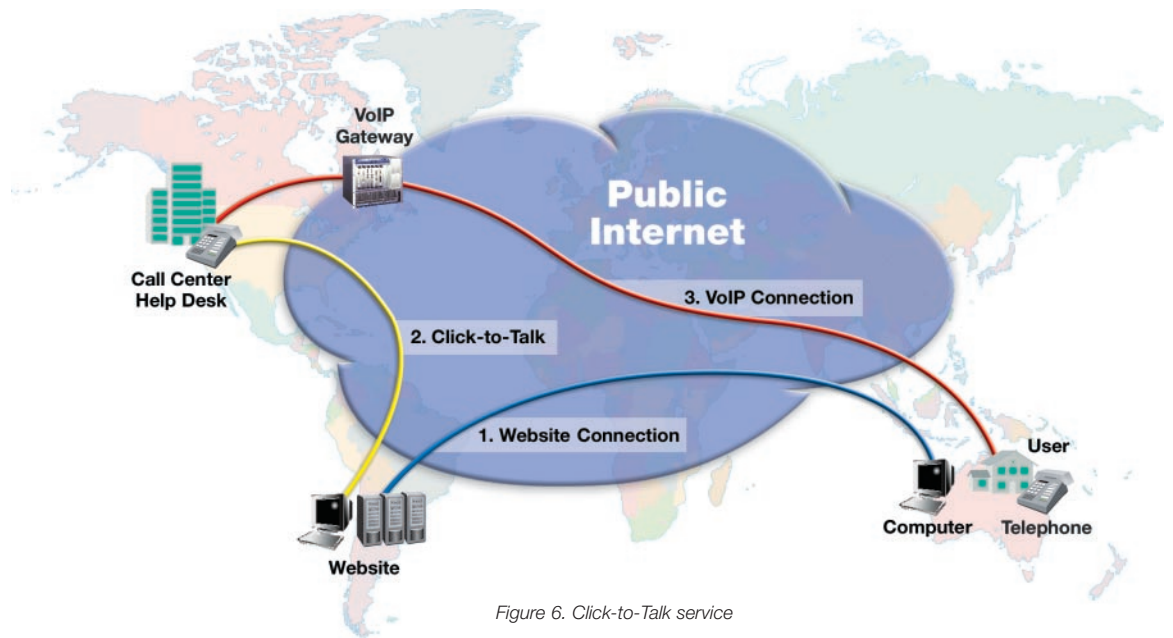 VoIP
Gateway
Public
Internet
Call Center
Help Desk
3. VoIP Connection
2. Click-to-Talk
1. Website Connection
User
Computer
Telephone
Website
Figure 6. Click-to-Talk service